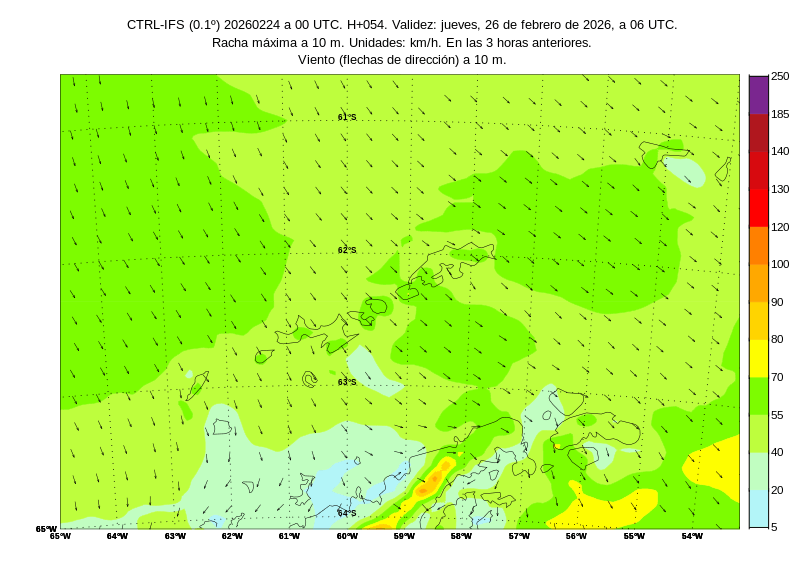 CTRL-IFS (0.1º) 20260224 a 00 UTC. H+054. Validez: jueves, 26 de febrero de 2026, a 06 UTC.
Racha máxima a 10 m. Unidades: km/h. En las 3 horas anteriores.
Viento (flechas de dirección) a 10 m.
250
185
140
130
120
100
90
80
70
55
40
20
5
61°S
62°S
63°S
64°S
65°W
65°W 64°W 63°W 62°W 61°W 60°W 59°W 58°W 57°W 56°W 55°W 54°W